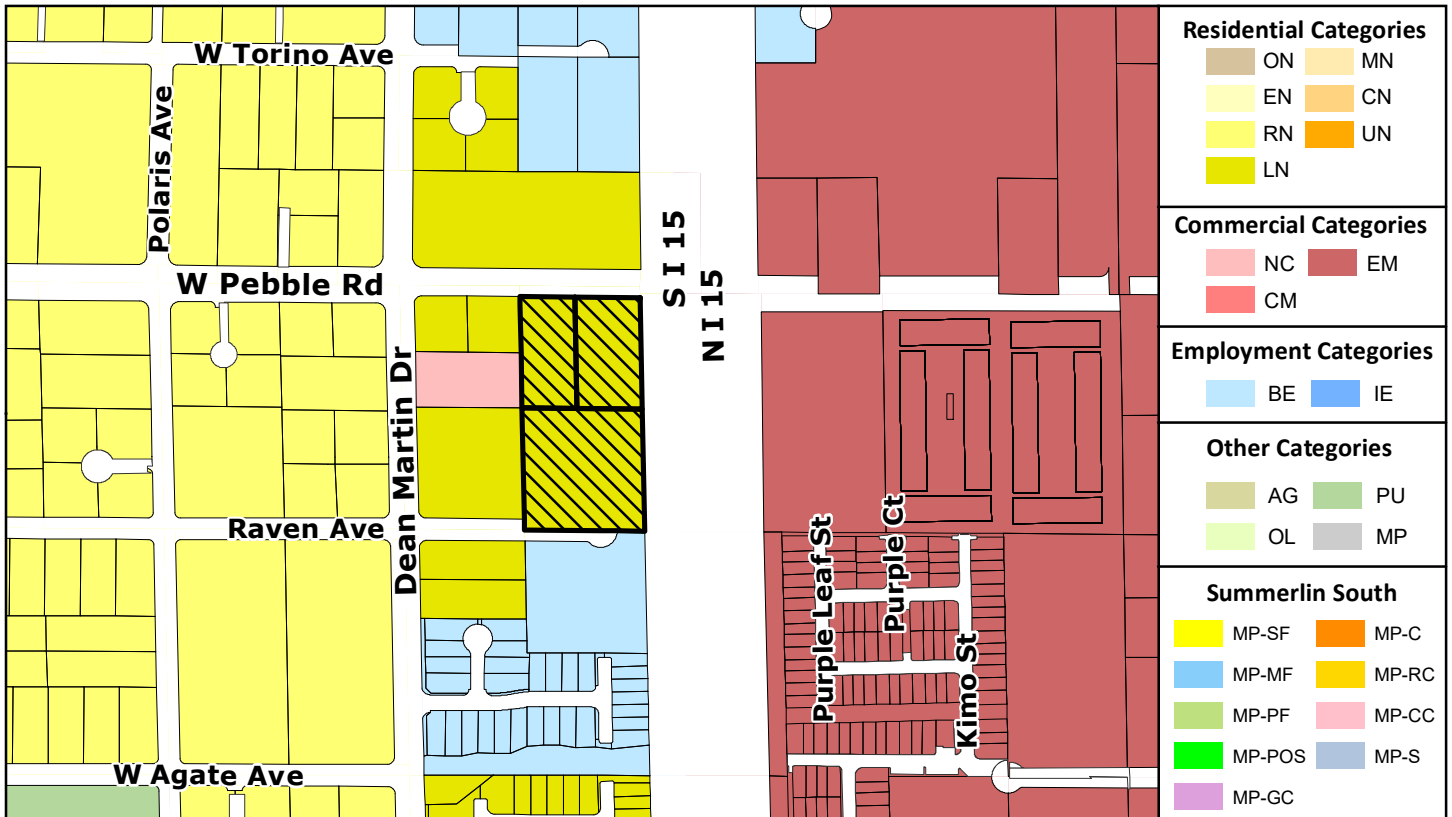 W Torino Ave
Polaris Ave
W Pebble Rd
S I 15
N I 15
Dean Martin Dr
Raven Ave
Purple Leaf St
Purple Ct
Kimo St
W Agate Ave
Residential Categories
ON MN
EN CN
RN UN
LN
Commercial Categories
NC EM
CM
Employment Categories
BE IE
Other Categories
AG PU
OL MP
Summerlin South
MP-SF MP-C
MP-MF MP-RC
MP-PF MP-CC
MP-POS MP-S
MP-GC